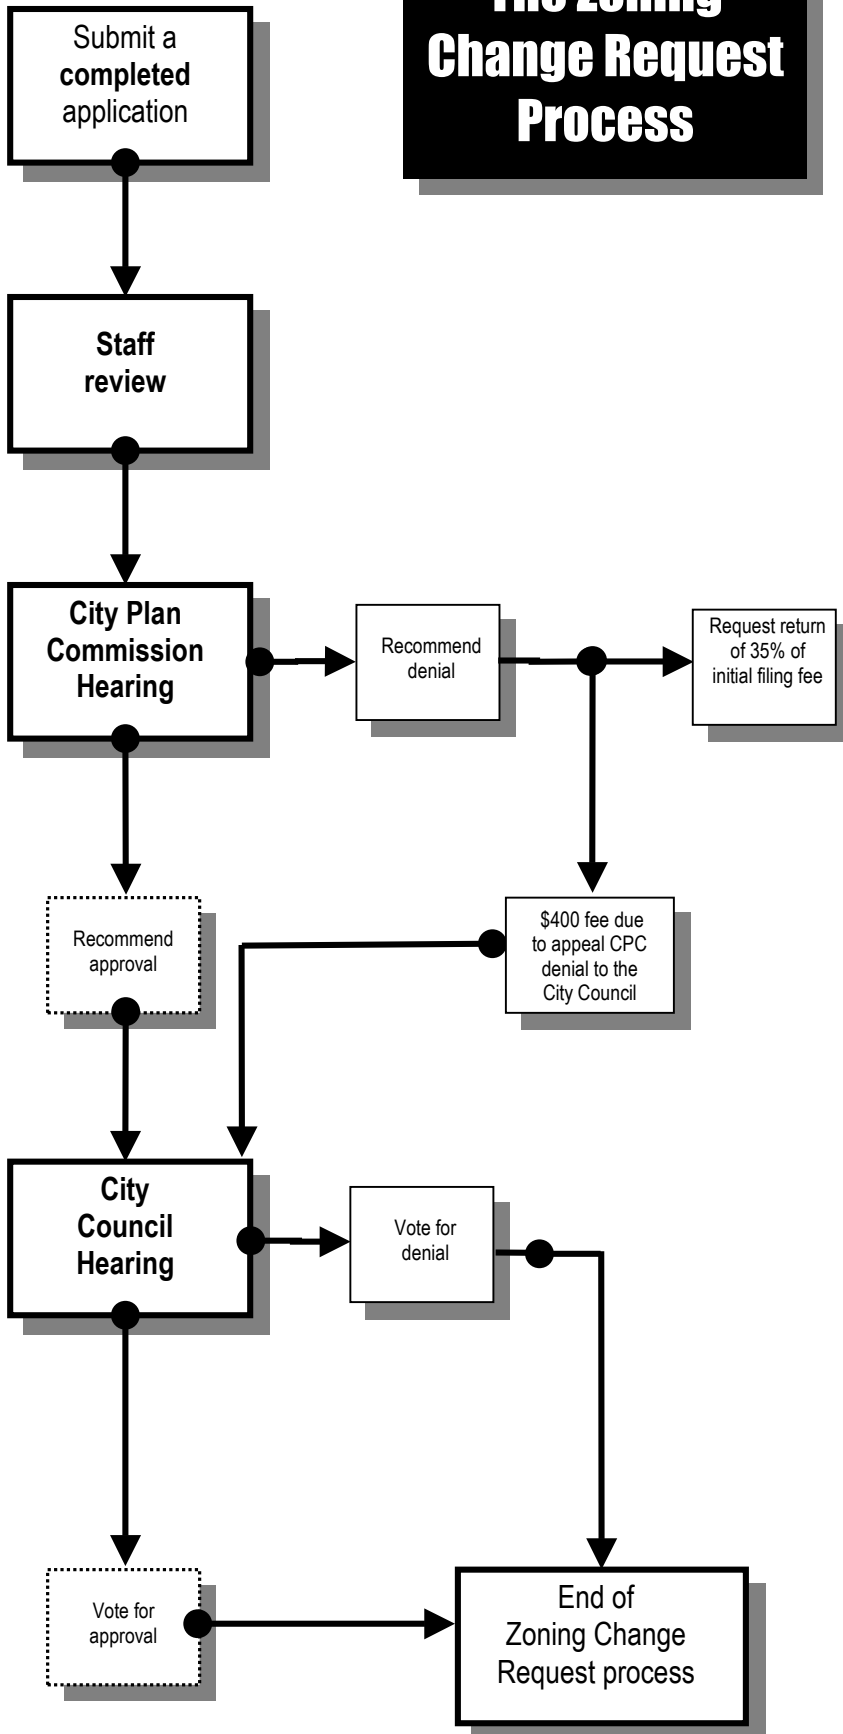 Submit a
completed
application
The Zoning
Change Request
Process
Staff
review
City Plan
Commission
Hearing
Recommend
denial
Request return
of 35% of
initial filing fee
Recommend
approval
$400 fee due
to appeal CPC
denial to the
City Council
City
Council
Hearing
Vote for
denial
Vote for
approval
End of
Zoning Change
Request process